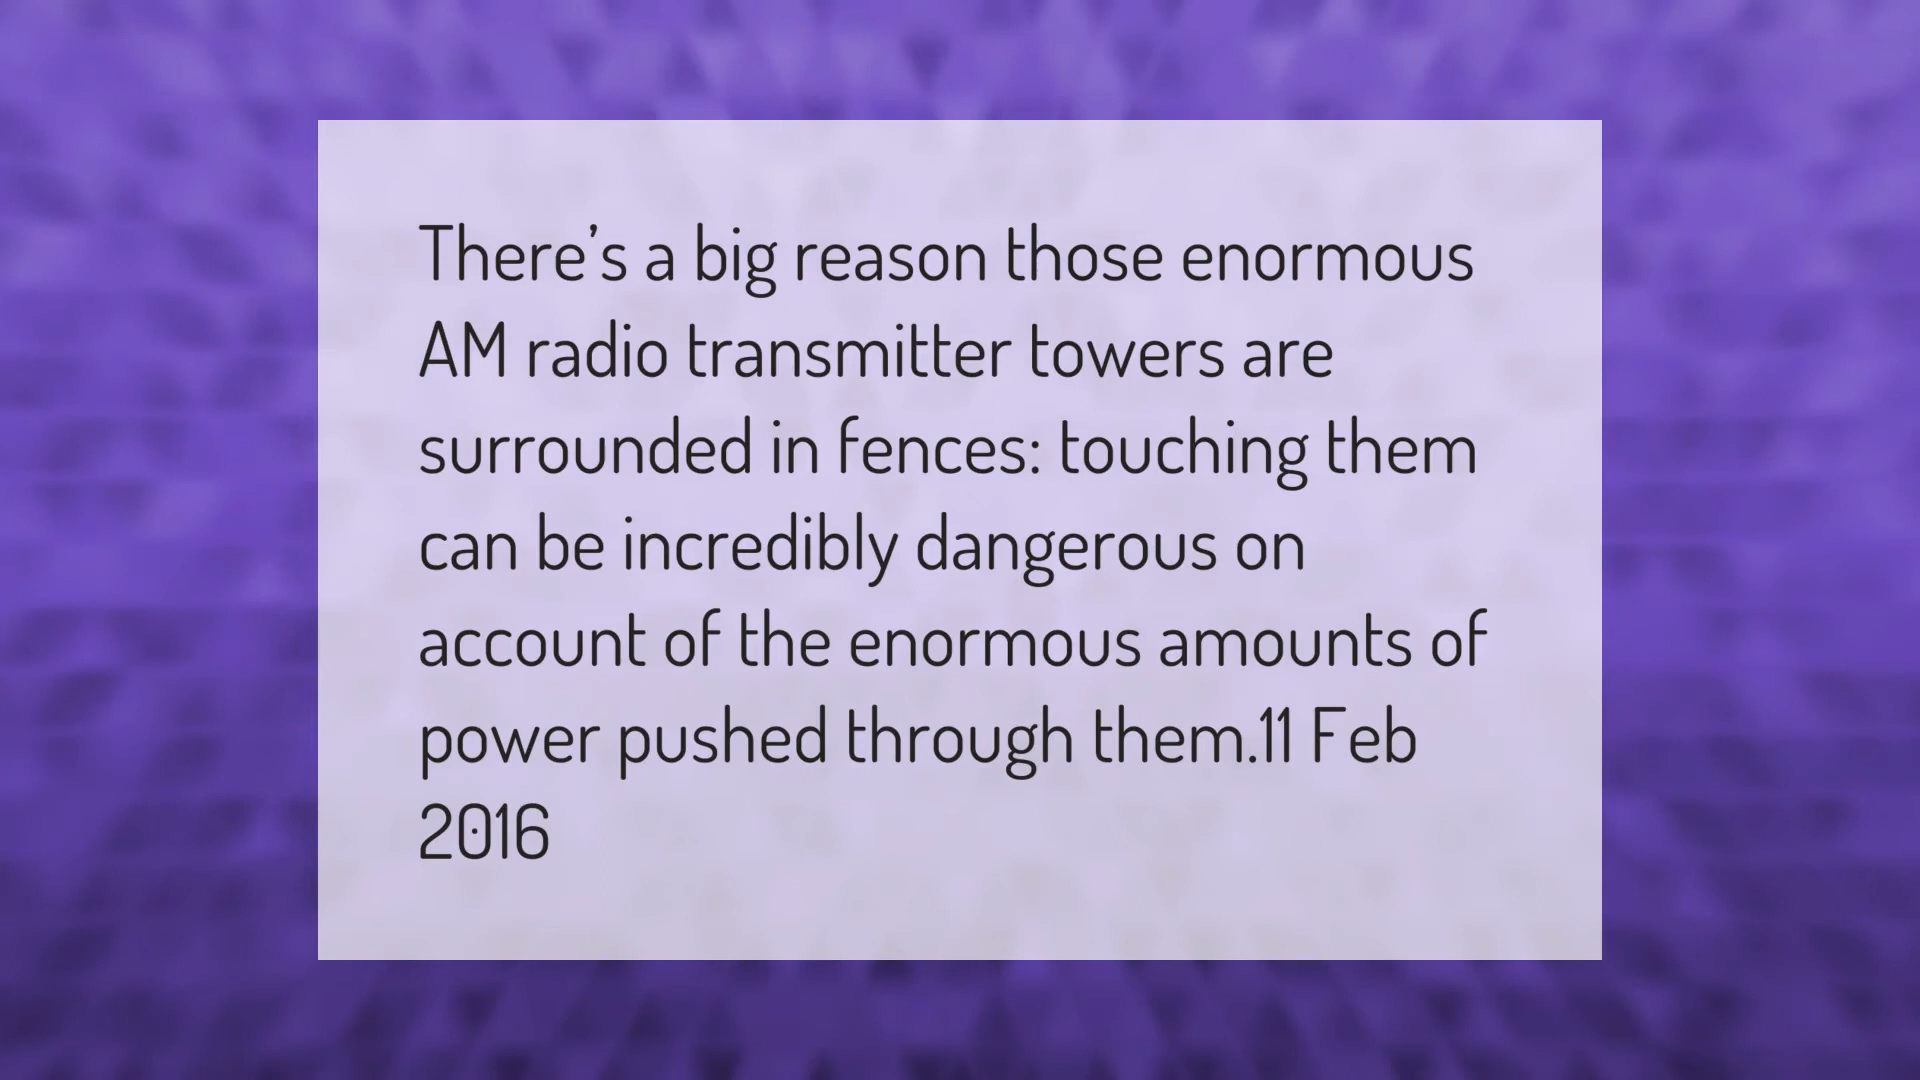 There's a big reason those enormous
AM radio transmitter towers are
surrounded in fences: touching them
can be incredibly dangerous on
account of the enormous amounts of
power pushed through them.11 Feb
2016